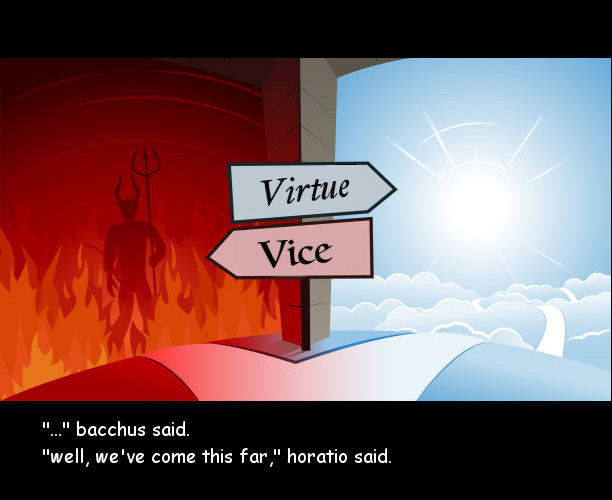 Virtue
Vice
"..." bacchus said.
"well, we've come this far," horatio said.